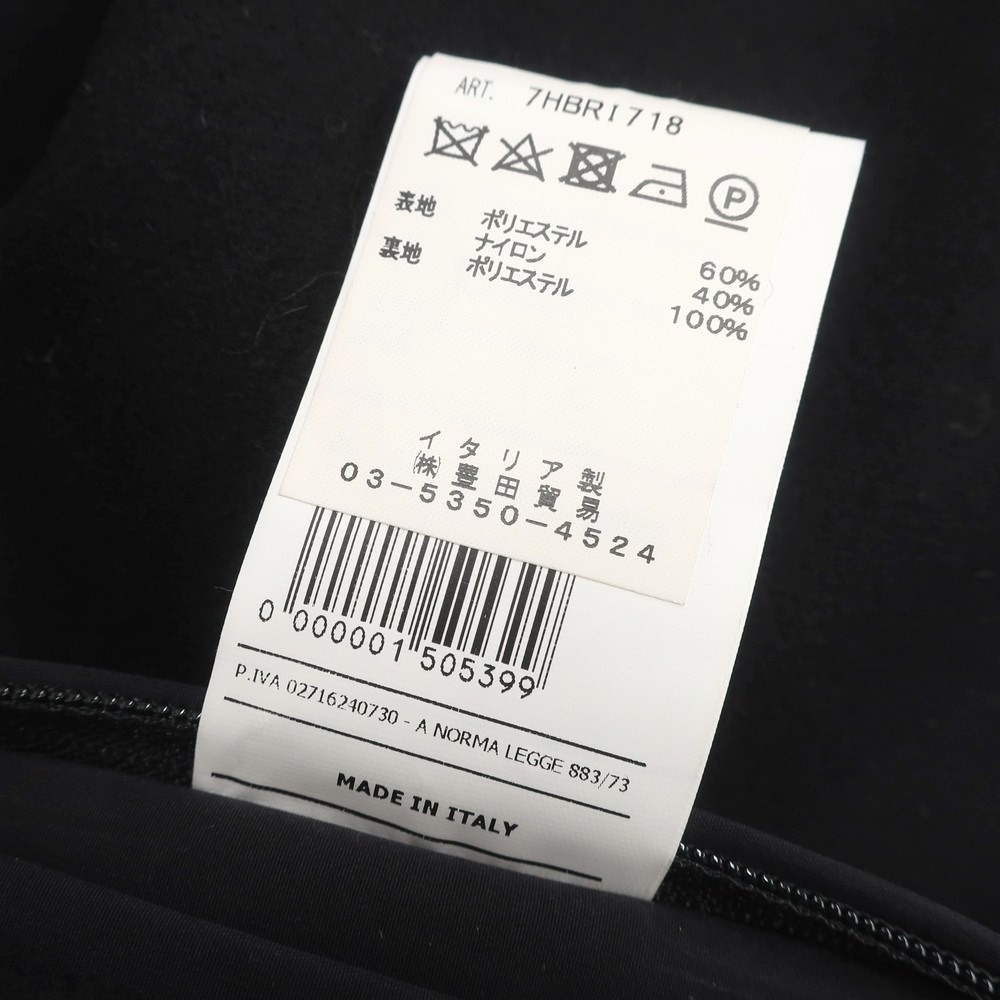 ART. 7HBRI718
P
表地 ポリエステル 60%
ナイロン 40%
裏地 ポリエステル 100%
イタリア製
㈱豊田貿易
03-5350-4524
0 000001 505399
P.IVA 02716240730 - A NORMA LEGGE 883/73
MADE IN ITALY